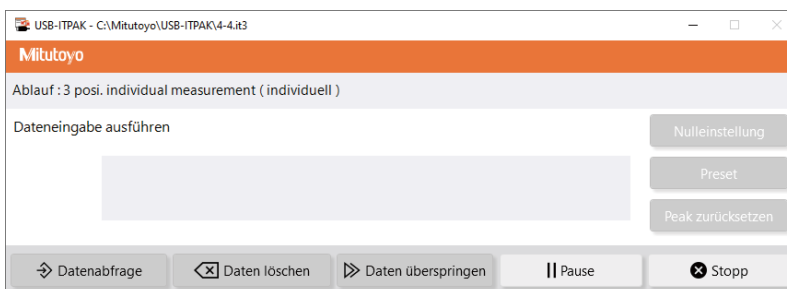 USB-ITPAK - C:\Mitutoyo\USB-ITPAK\4-4.it3
Mitutoyo
Ablauf : 3 posi. individual measurement ( individuell )
Dateneingabe ausführen
Nulleinstellung
Preset
Peak zurücksetzen
Datenabfrage Daten löschen Daten überspringen Pause Stopp